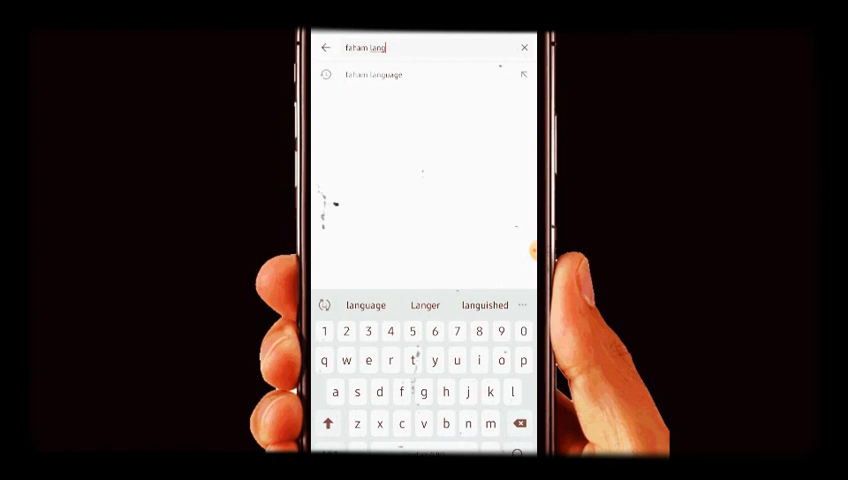 faham lang
faham language
language Langer languished ...
1 2 3 4 5 6 7 8 9 0
q w e r t y u i o p
a s d f g h j k l
z x c v b n m